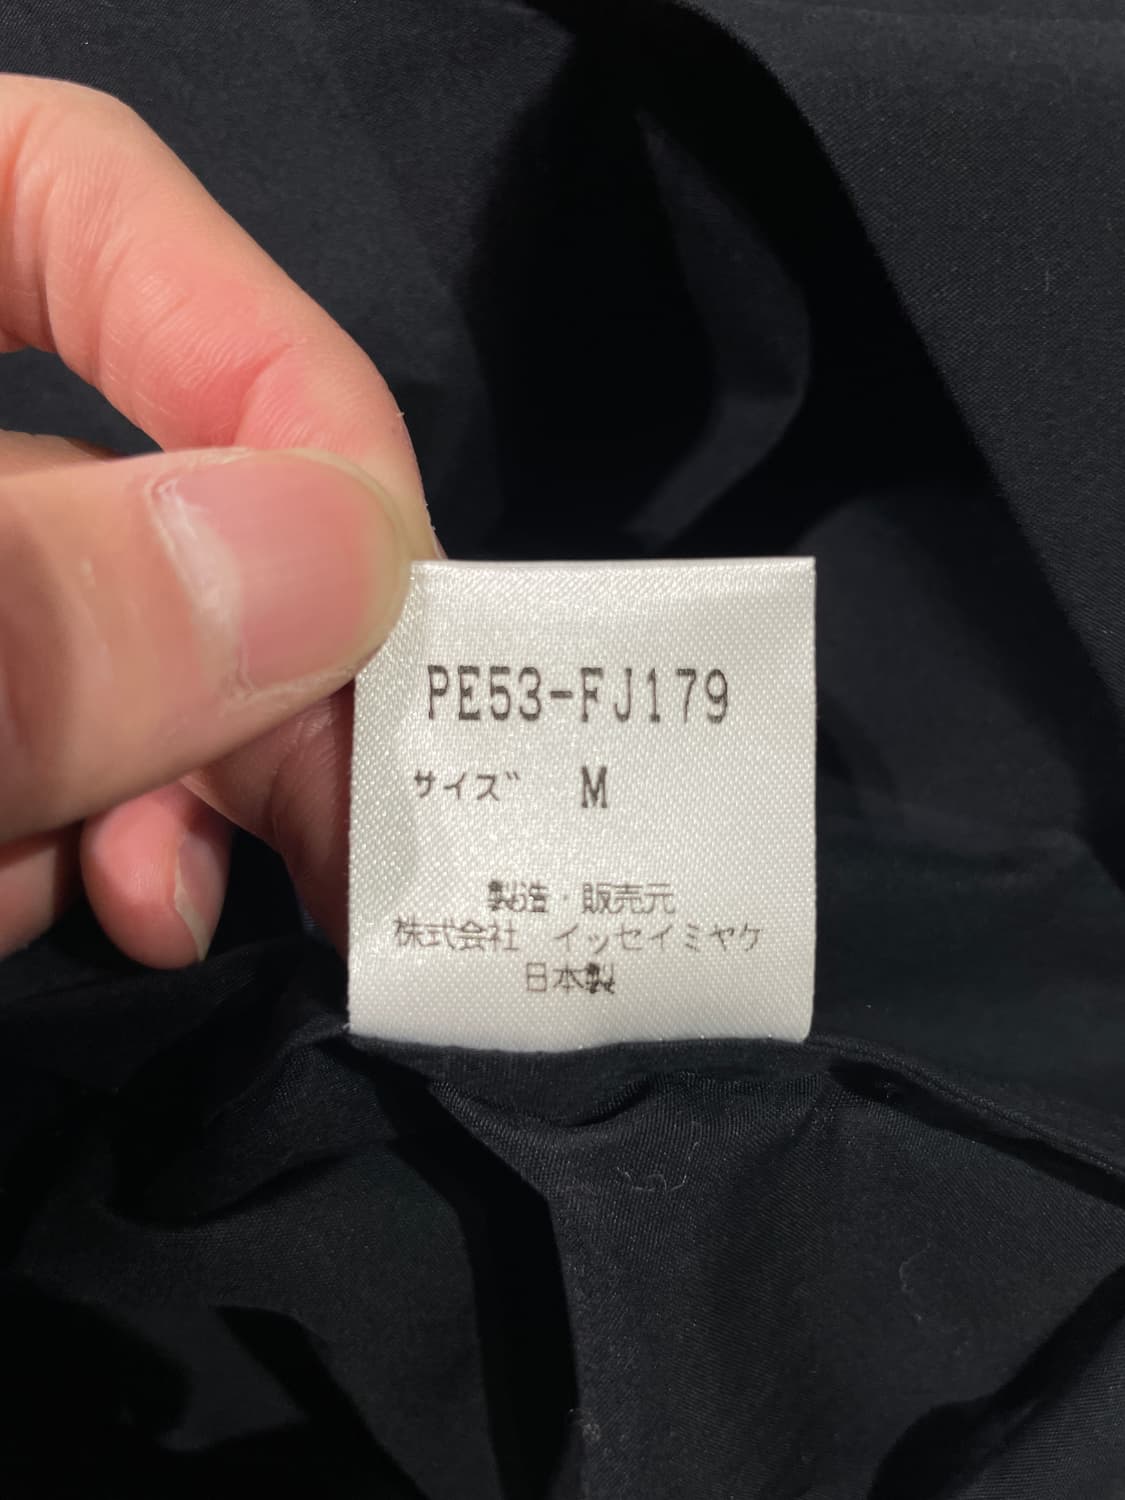 PE53-FJ179
サイズ M
製造・販売元
株式会社 イッセイミヤケ
日本製